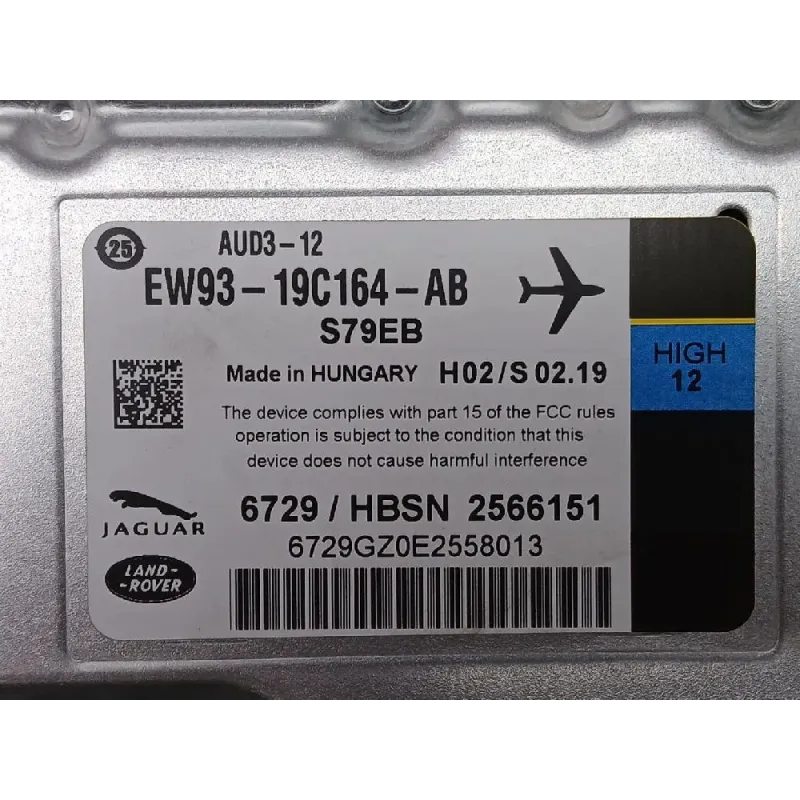 25
AUD3-12
EW93-19C164-AB
S79EB
Made in HUNGARY H02/S 02.19
HIGH
12
The device complies with part 15 of the FCC rules
operation is subject to the condition that this
device does not cause harmful interference
JAGUAR
6729 / HBSN 2566151
6729GZ0E2558013
LAND-
-ROVER